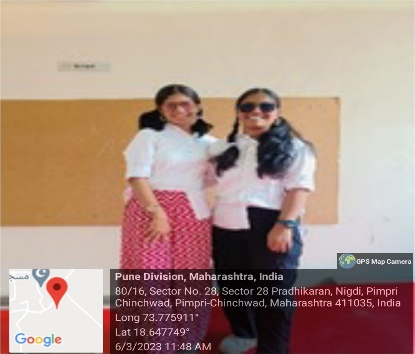 GPS Map Camera
Pune Division, Maharashtra, India
80/16, Sector No. 28, Sector 28 Pradhikaran, Nigdi, Pimpri
Chinchwad, Pimpri-Chinchwad, Maharashtra 411035, India
Long 73.775911°
Lat 18.647749°
6/3/2023 11:48 AM
Google